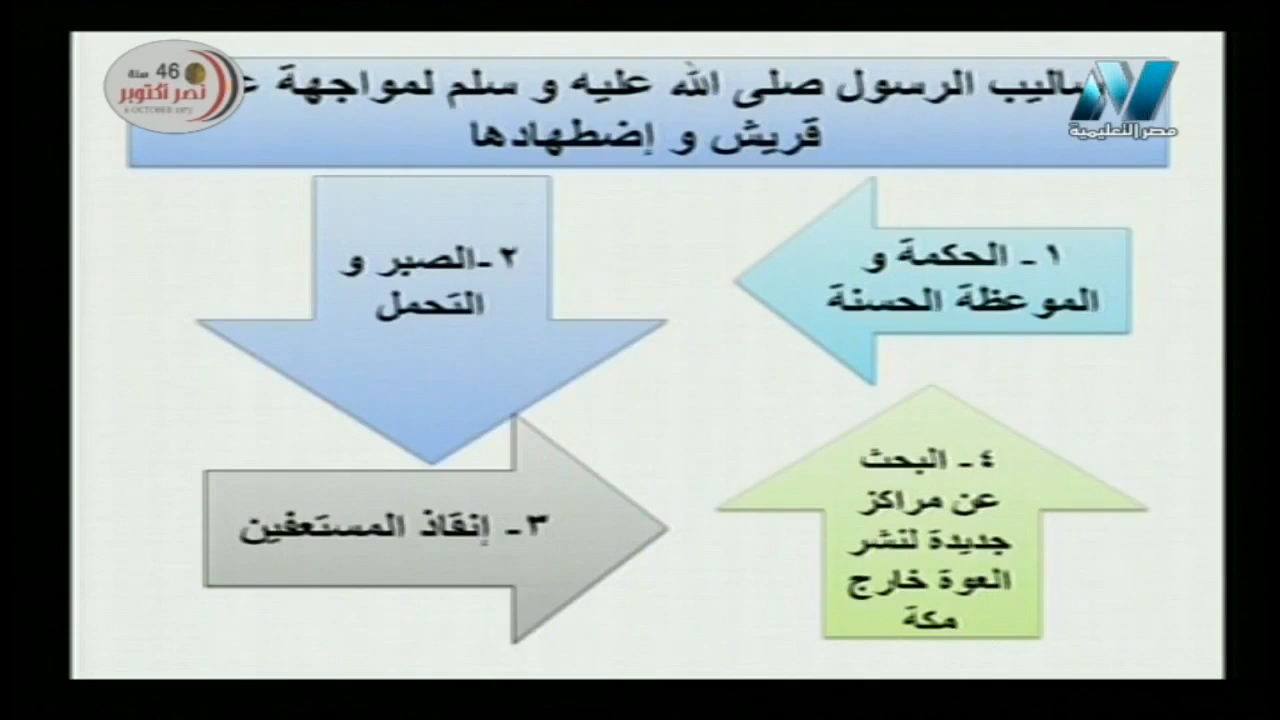 ساليب الرسول صلى الله عليه و سلم لمواجهة
قريش و إضطهادها
١ - الحكمة و
الموعظة الحسنة
٢ -الصبر و
التحمل
٣- إنقاذ المستعفين
٤ - البحث
عن مراكز
جديدة لنشر
العوة خارج
مكة
46 سنة
نصر أكتوبر
6 OCTOBER 1973
مصر التعليمية